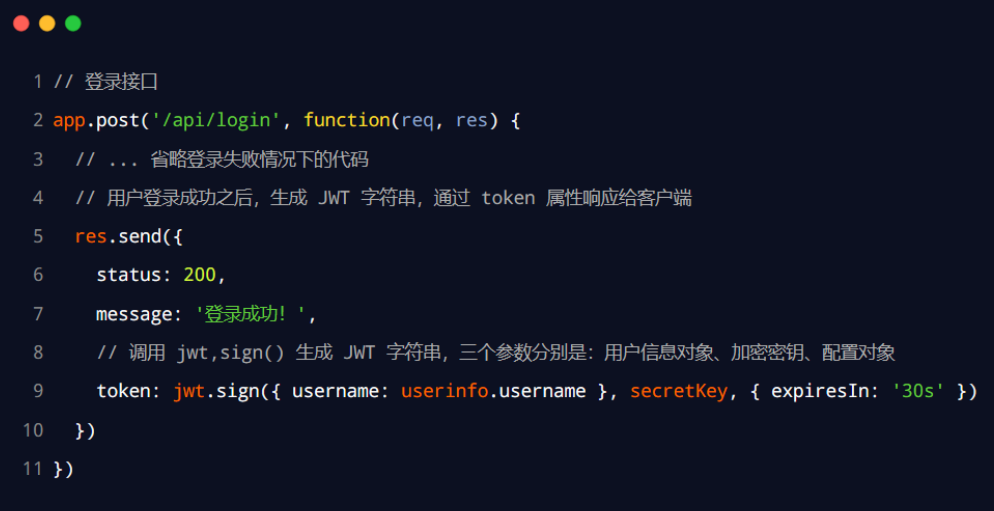 1 // 登录接口
2 app.post('/api/login', function(req, res) {
3   // ... 省略登录失败情况下的代码
4   // 用户登录成功之后，生成 JWT 字符串，通过 token 属性响应给客户端
5   res.send({
6     status: 200,
7     message: '登录成功！',
8     // 调用 jwt,sign() 生成 JWT 字符串，三个参数分别是：用户信息对象、加密密钥、配置对象
9     token: jwt.sign({ username: userinfo.username }, secretKey, { expiresIn: '30s' })
10   })
11 })